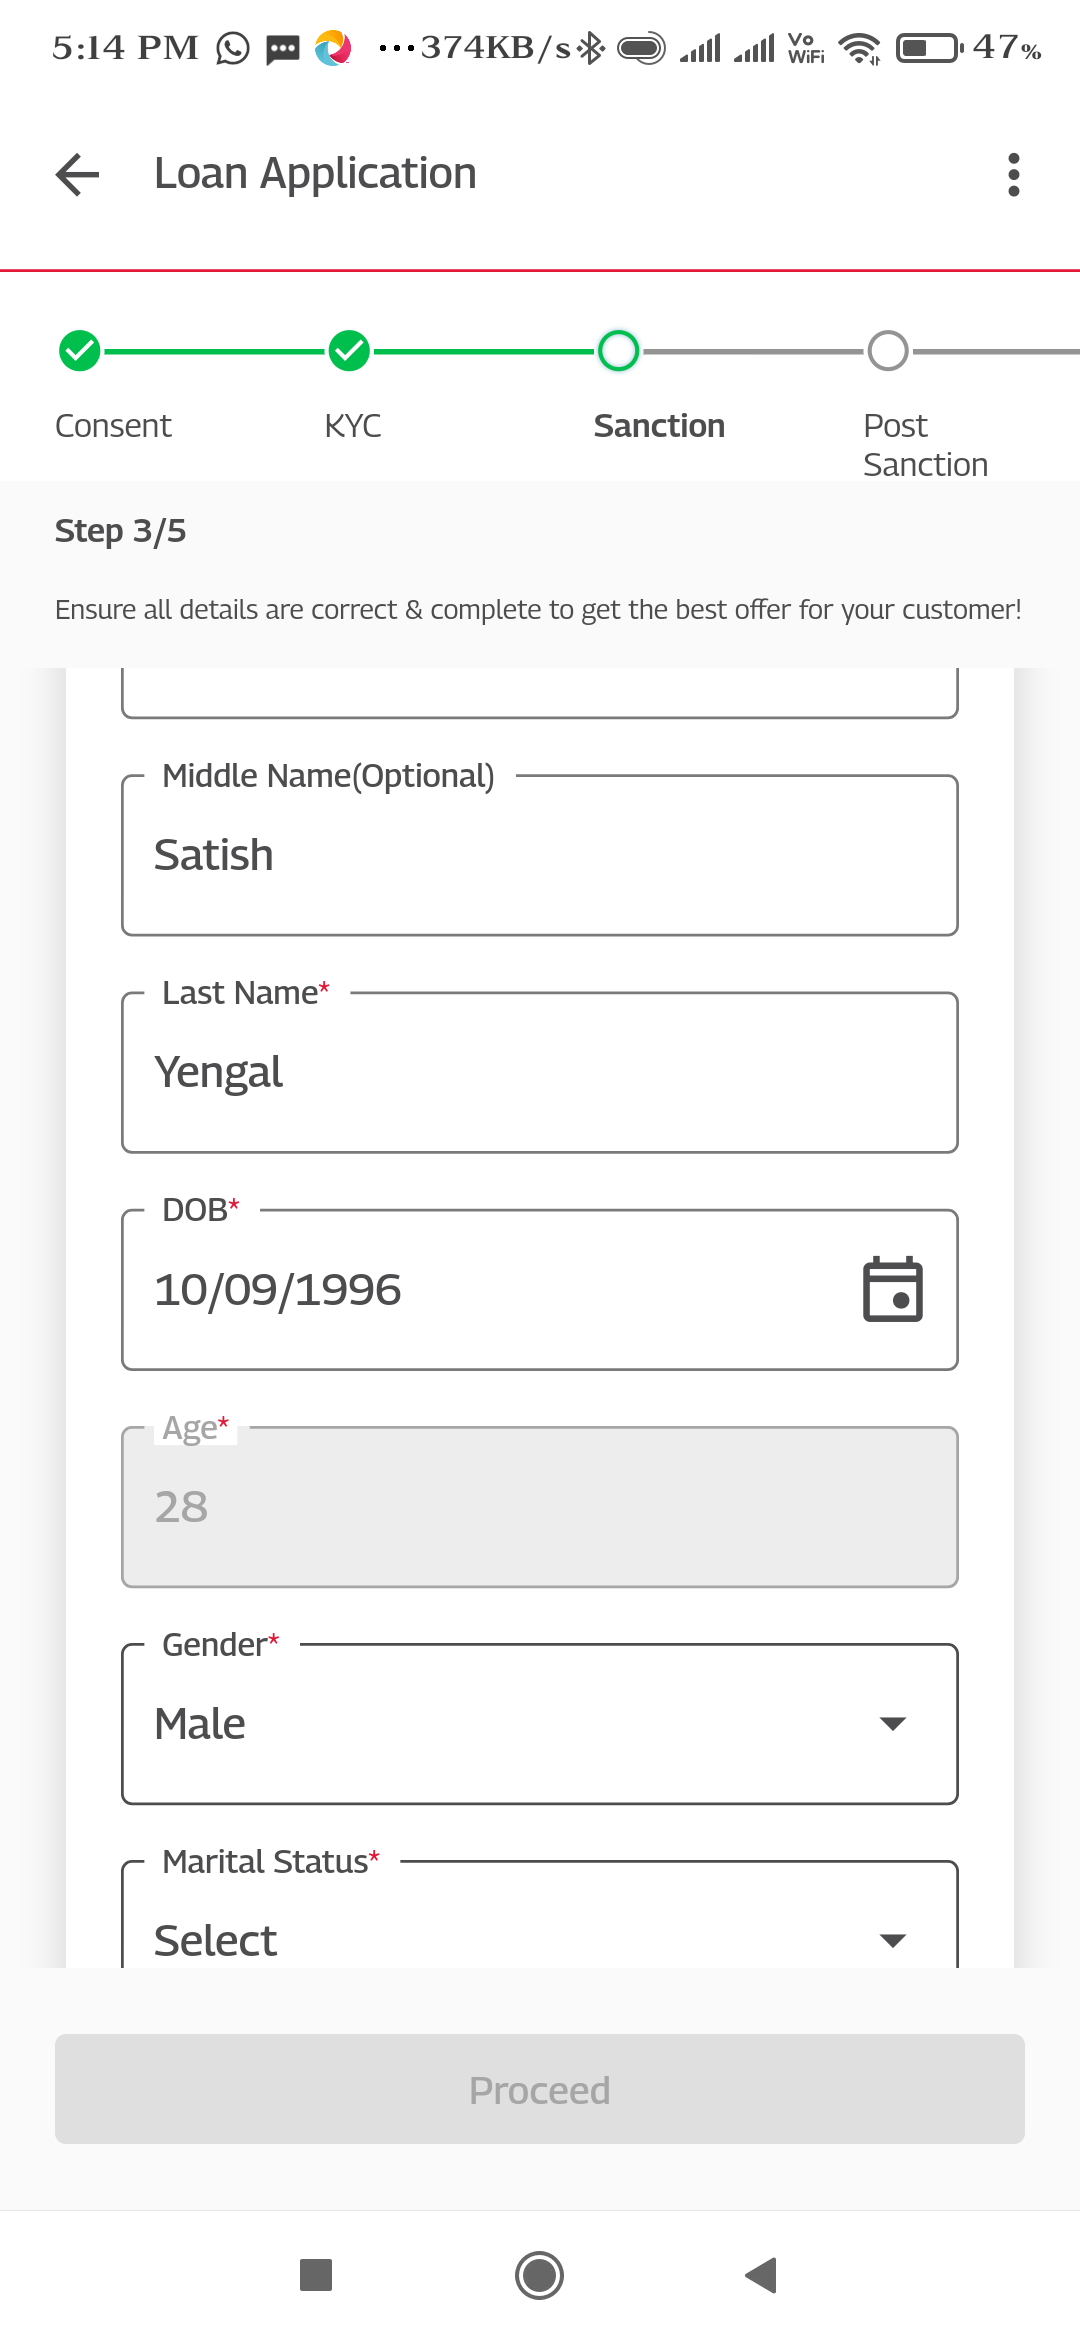 5:14 PM ...374KB/s Vo WiFi 47%
Loan Application
Consent KYC Sanction Post Sanction
Step 3/5
Ensure all details are correct & complete to get the best offer for your customer!
Middle Name(Optional)
Satish
Last Name*
Yengal
DOB*
10/09/1996
Age*
28
Gender*
Male
Marital Status*
Select
Proceed